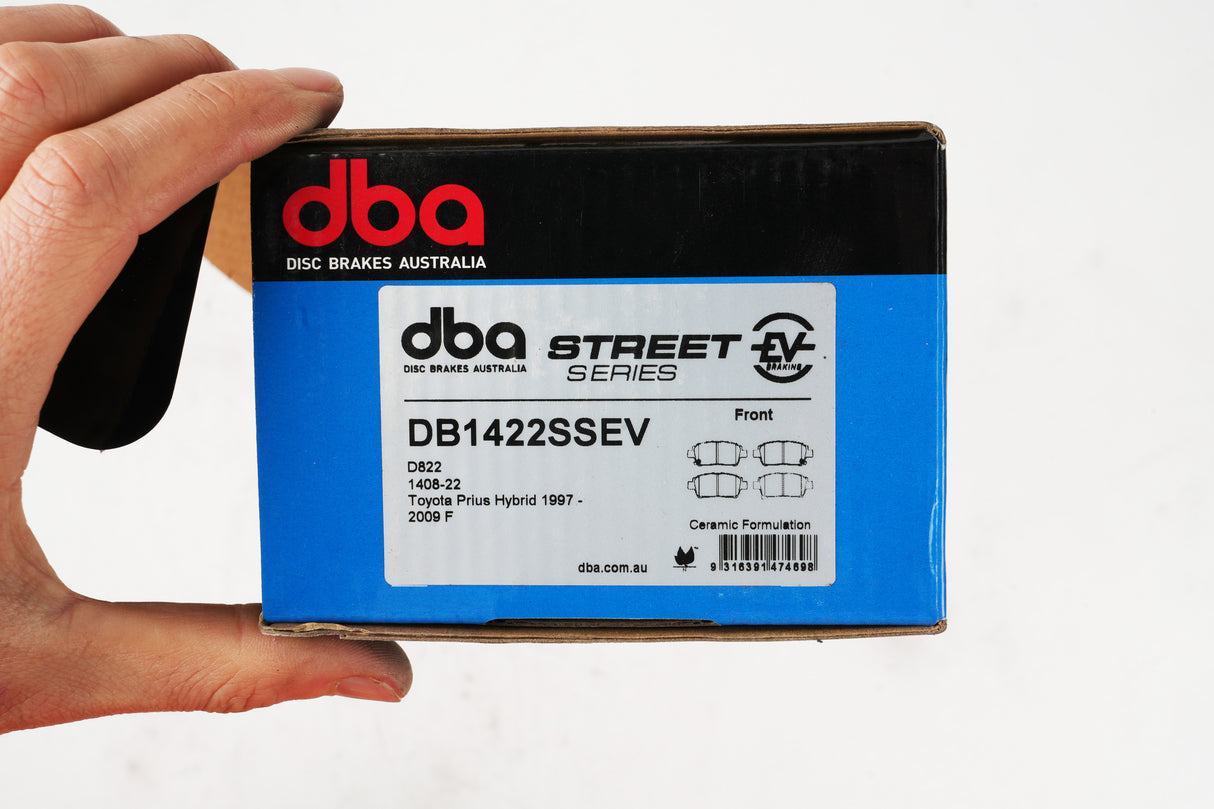 dba
DISC BRAKES AUSTRALIA
dba
DISC BRAKES AUSTRALIA
STREET
SERIES
EV
BRAKING
DB1422SSEV
Front
D822
1408-22
Toyota Prius Hybrid 1997 -
2009 F
Ceramic Formulation
dba.com.au
™
N
9 316391 474698